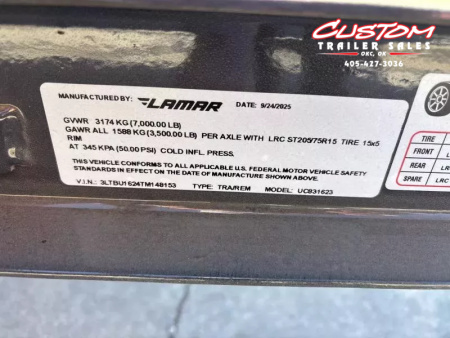 CUSTOM
TRAILER SALES
OKC, OK
405-427-3036
MANUFACTURED BY: LAMAR DATE: 9/24/2025
GVWR 3174 KG (7,000.00 LB)
GAWR ALL 1588 KG (3,500.00 LB) PER AXLE WITH LRC ST205/75R15 TIRE 15x5
RIM
AT 345 KPA (50.00 PSI) COLD INFL. PRESS.
THIS VEHICLE CONFORMS TO ALL APPLICABLE U.S. FEDERAL MOTOR VEHICLE SAFETY
STANDARDS IN EFFECT ON THE DATE OF MANUFACTURE SHOWN ABOVE.
V.I.N.: 3LTBU1624TM148153 TYPE: TRA/REM MODEL: UC831623
TIRE
FRONT
REAR
SPARE LRC